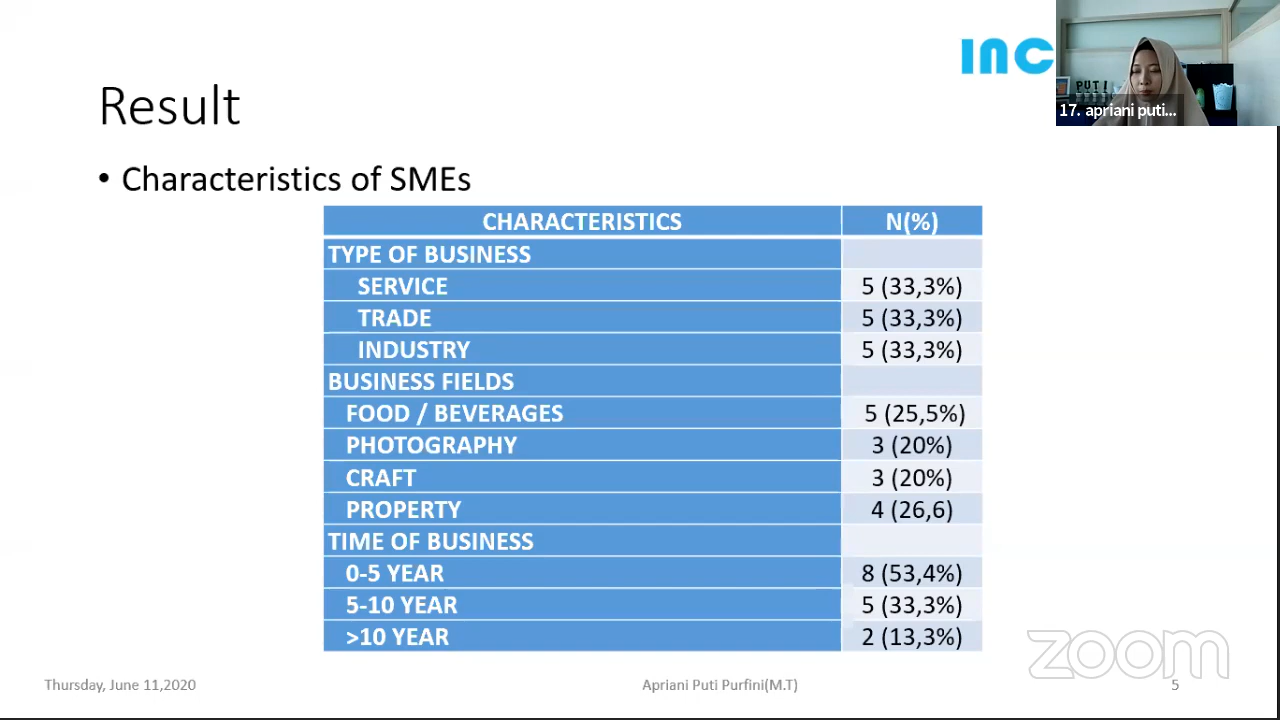 INC
Result
PUTI
17. apriani puti...
• Characteristics of SMEs
CHARACTERISTICS N(%)
TYPE OF BUSINESS
SERVICE 5 (33,3%)
TRADE 5 (33,3%)
INDUSTRY 5 (33,3%)
BUSINESS FIELDS
FOOD / BEVERAGES 5 (25,5%)
PHOTOGRAPHY 3 (20%)
CRAFT 3 (20%)
PROPERTY 4 (26,6)
TIME OF BUSINESS
0-5 YEAR 8 (53,4%)
5-10 YEAR 5 (33,3%)
>10 YEAR 2 (13,3%)
zoom
Thursday, June 11,2020 Apriani Puti Purfini(M.T) 5